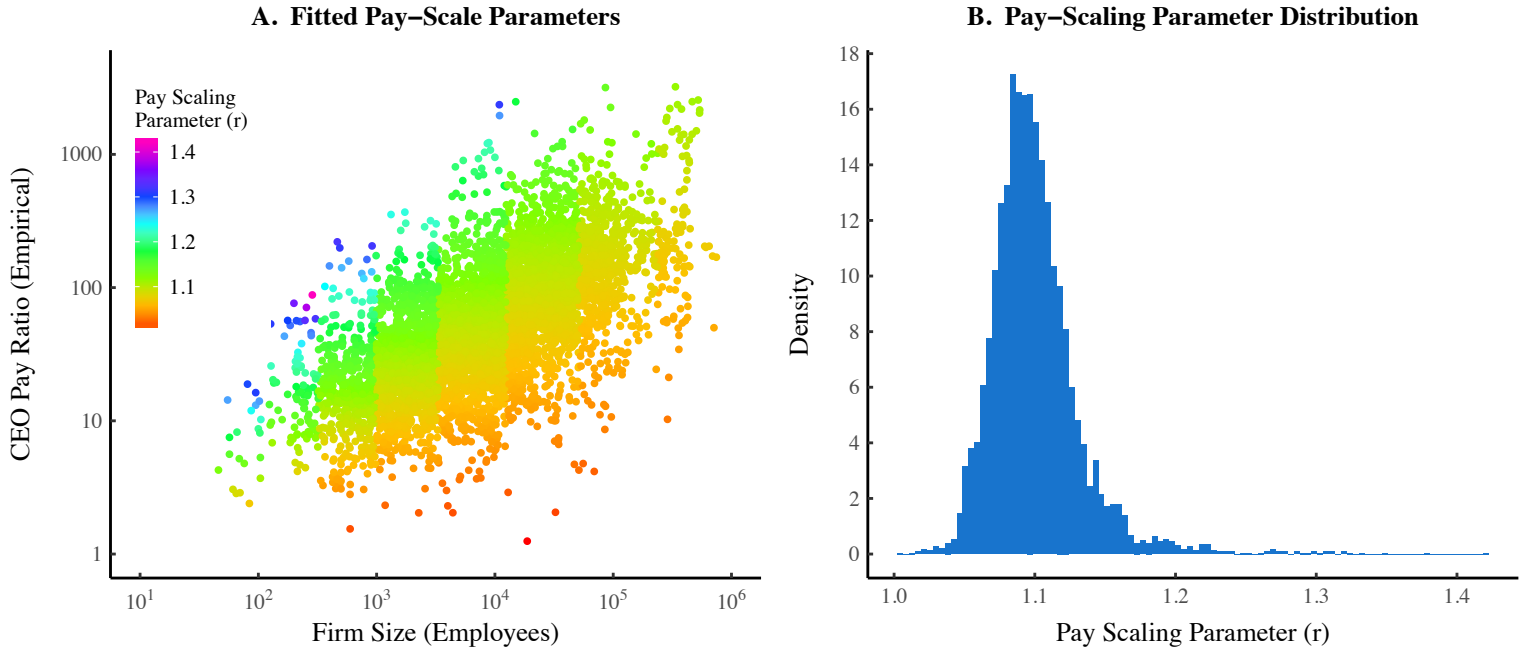 A. Fitted Pay−Scale Parameters
CEO Pay Ratio (Empirical)
1000
100
10
1
Pay Scaling
Parameter (r)
1.4
1.3
1.2
1.1
10¹ 10² 10³ 10⁴ 10⁵ 10⁶
Firm Size (Employees)
B. Pay−Scaling Parameter Distribution
Density
18
16
14
12
10
8
6
4
2
0
1.0 1.1 1.2 1.3 1.4
Pay Scaling Parameter (r)